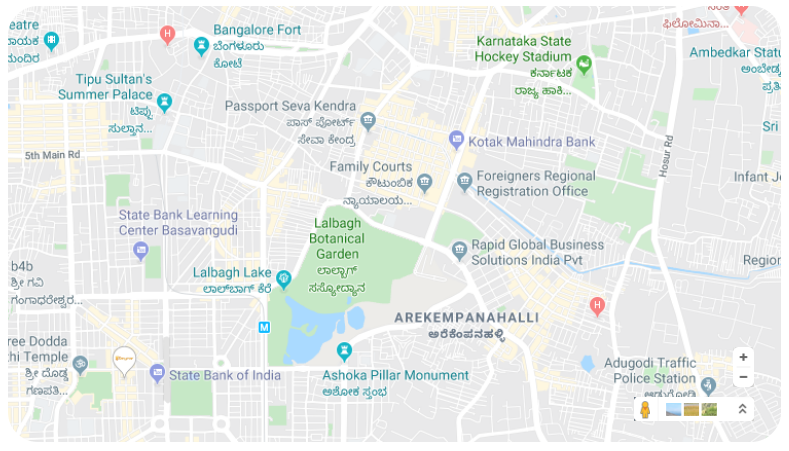 eatre
ಾಯಕ
ಮಂದಿರ
H
Bangalore Fort
ಬೆಂಗಳೂರು
ಕೋಟೆ
Karnataka State
Hockey Stadium
ಕರ್ನಾಟಕ
ರಾಜ್ಯ ಹಾಕಿ...
ಫಿಲೋಮಿನಾ...
Ambedkar Statu
ಅಂಬೇಡ್ಕ
ಪ್ರತಿ
Tipu Sultan's
Summer Palace
ಟಿಪ್ಪು
ಸುಲ್ತಾನ...
Passport Seva Kendra
ಪಾಸ್ ಪೋರ್ಟ್
ಸೇವಾ ಕೇಂದ್ರ
Kotak Mahindra Bank
Sri
Hosur Rd
5th Main Rd
Family Courts
ಕೌಟುಂಬಿಕ
ನ್ಯಾಯಾಲಯ...
Foreigners Regional
Registration Office
Infant Je
State Bank Learning
Center Basavangudi
Lalbagh
Botanical
Garden
ಲಾಲ್ಬಾಗ್
ಸಸ್ಯೋದ್ಯಾನ
Rapid Global Business
Solutions India Pvt
Region
b4b
ಶ್ರೀ ಗವಿ
ಗಂಗಾಧರೇಶ್ವರ...
Lalbagh Lake
ಲಾಲ್‌ಬಾಗ್ ಕೆರೆ
AREKEMPANAHALLI
ಅರೆಕೆಂಪನಹಳ್ಳಿ
H
M
ree Dodda
hi Temple
ಶ್ರೀ ದೊಡ್ಡ
ಗಣಪತಿ...
State Bank of India
Ashoka Pillar Monument
ಅಶೋಕ ಸ್ತಂಭ
Adugodi Traffic
Police Station
ಆಡುಗೋಡಿ
+
−